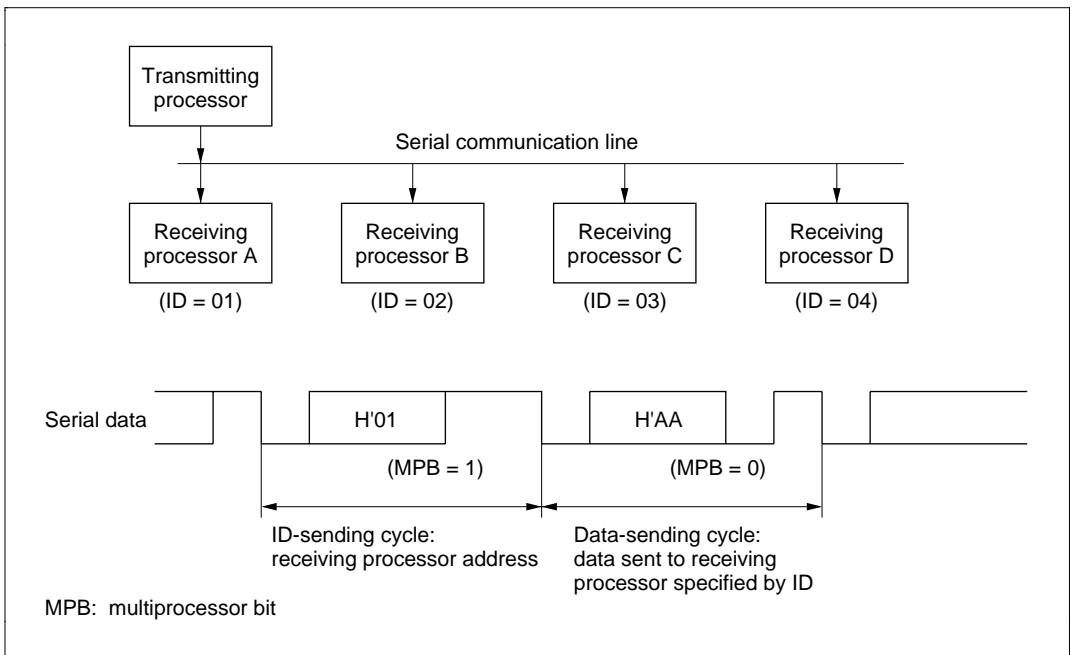 Transmitting
processor
Serial communication line
Receiving
processor A
Receiving
processor B
Receiving
processor C
Receiving
processor D
(ID = 01)
(ID = 02)
(ID = 03)
(ID = 04)
Serial data
H'01
H'AA
(MPB = 1)
(MPB = 0)
ID-sending cycle:
receiving processor address
Data-sending cycle:
data sent to receiving
processor specified by ID
MPB: multiprocessor bit